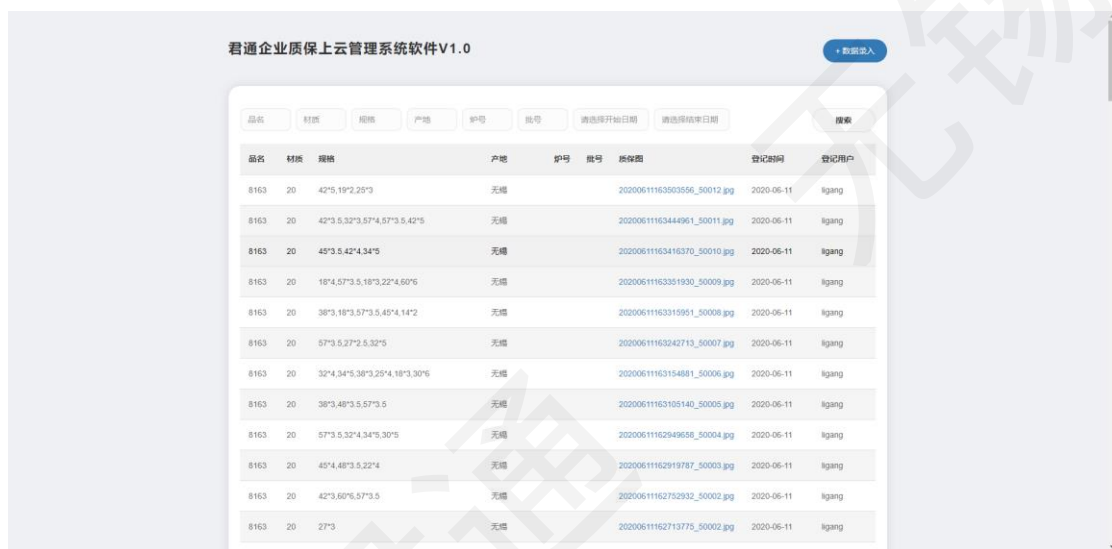 君通企业质保上云管理系统软件V1.0
+数据录入
品名 材质 规格 产地 炉号 批号 请选择开始日期 请选择结束日期 搜索
品名 材质 规格 产地 炉号 批号 质保图 登记时间 登记用户
8163 20 42*5,19*2,25*3 无缝 20200611163503556_50012.jpg 2020-06-11 ligang
8163 20 42*3.5,32*3,57*4,57*3.5,42*5 无缝 20200611163444961_50011.jpg 2020-06-11 ligang
8163 20 45*3.5,42*4,34*5 无缝 20200611163416370_50010.jpg 2020-06-11 ligang
8163 20 18*4,57*3.5,18*3,22*4,60*6 无缝 20200611163351930_50009.jpg 2020-06-11 ligang
8163 20 38*3,18*3,57*3.5,45*4,14*2 无缝 20200611163315951_50008.jpg 2020-06-11 ligang
8163 20 57*3.5,27*2.5,32*5 无缝 20200611163242713_50007.jpg 2020-06-11 ligang
8163 20 32*4,34*5,38*3,25*4,18*3,30*6 无缝 20200611163154881_50006.jpg 2020-06-11 ligang
8163 20 38*3,48*3.5,57*3.5 无缝 20200611163105140_50005.jpg 2020-06-11 ligang
8163 20 57*3.5,32*4,34*5,30*5 无缝 20200611162949658_50004.jpg 2020-06-11 ligang
8163 20 45*4,48*3.5,22*4 无缝 20200611162919787_50003.jpg 2020-06-11 ligang
8163 20 42*3,60*6,57*3.5 无缝 20200611162752932_50002.jpg 2020-06-11 ligang
8163 20 27*3 无缝 20200611162713775_50002.jpg 2020-06-11 ligang